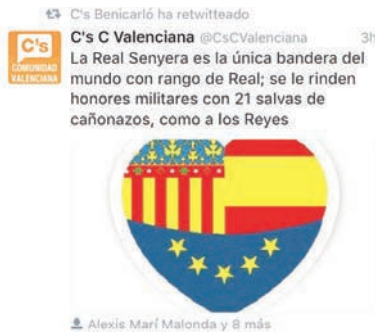 C's Benicarló ha retwitteado
C's C Valenciana @CsCValenciana 3h
C's
COMUNIDAD
VALENCIANA
La Real Senyera es la única bandera del
mundo con rango de Real; se le rinden
honores militares con 21 salvas de
cañonazos, como a los Reyes
Alexis Marí Malonda y 8 más